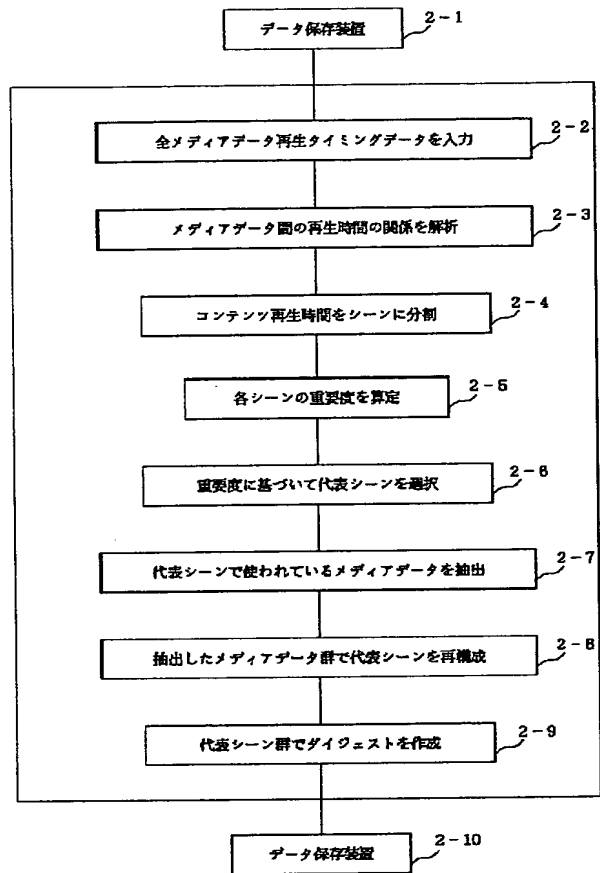 データ保存装置
2-1
全メディアデータ再生タイミングデータを入力
2-2
メディアデータ間の再生時間の関係を解析
2-3
コンテンツ再生時間をシーンに分割
2-4
各シーンの重要度を算定
2-5
重要度に基づいて代表シーンを選択
2-6
代表シーンで使われているメディアデータを抽出
2-7
抽出したメディアデータ群で代表シーンを再構成
2-8
代表シーン群でダイジェストを作成
2-9
データ保存装置
2-10